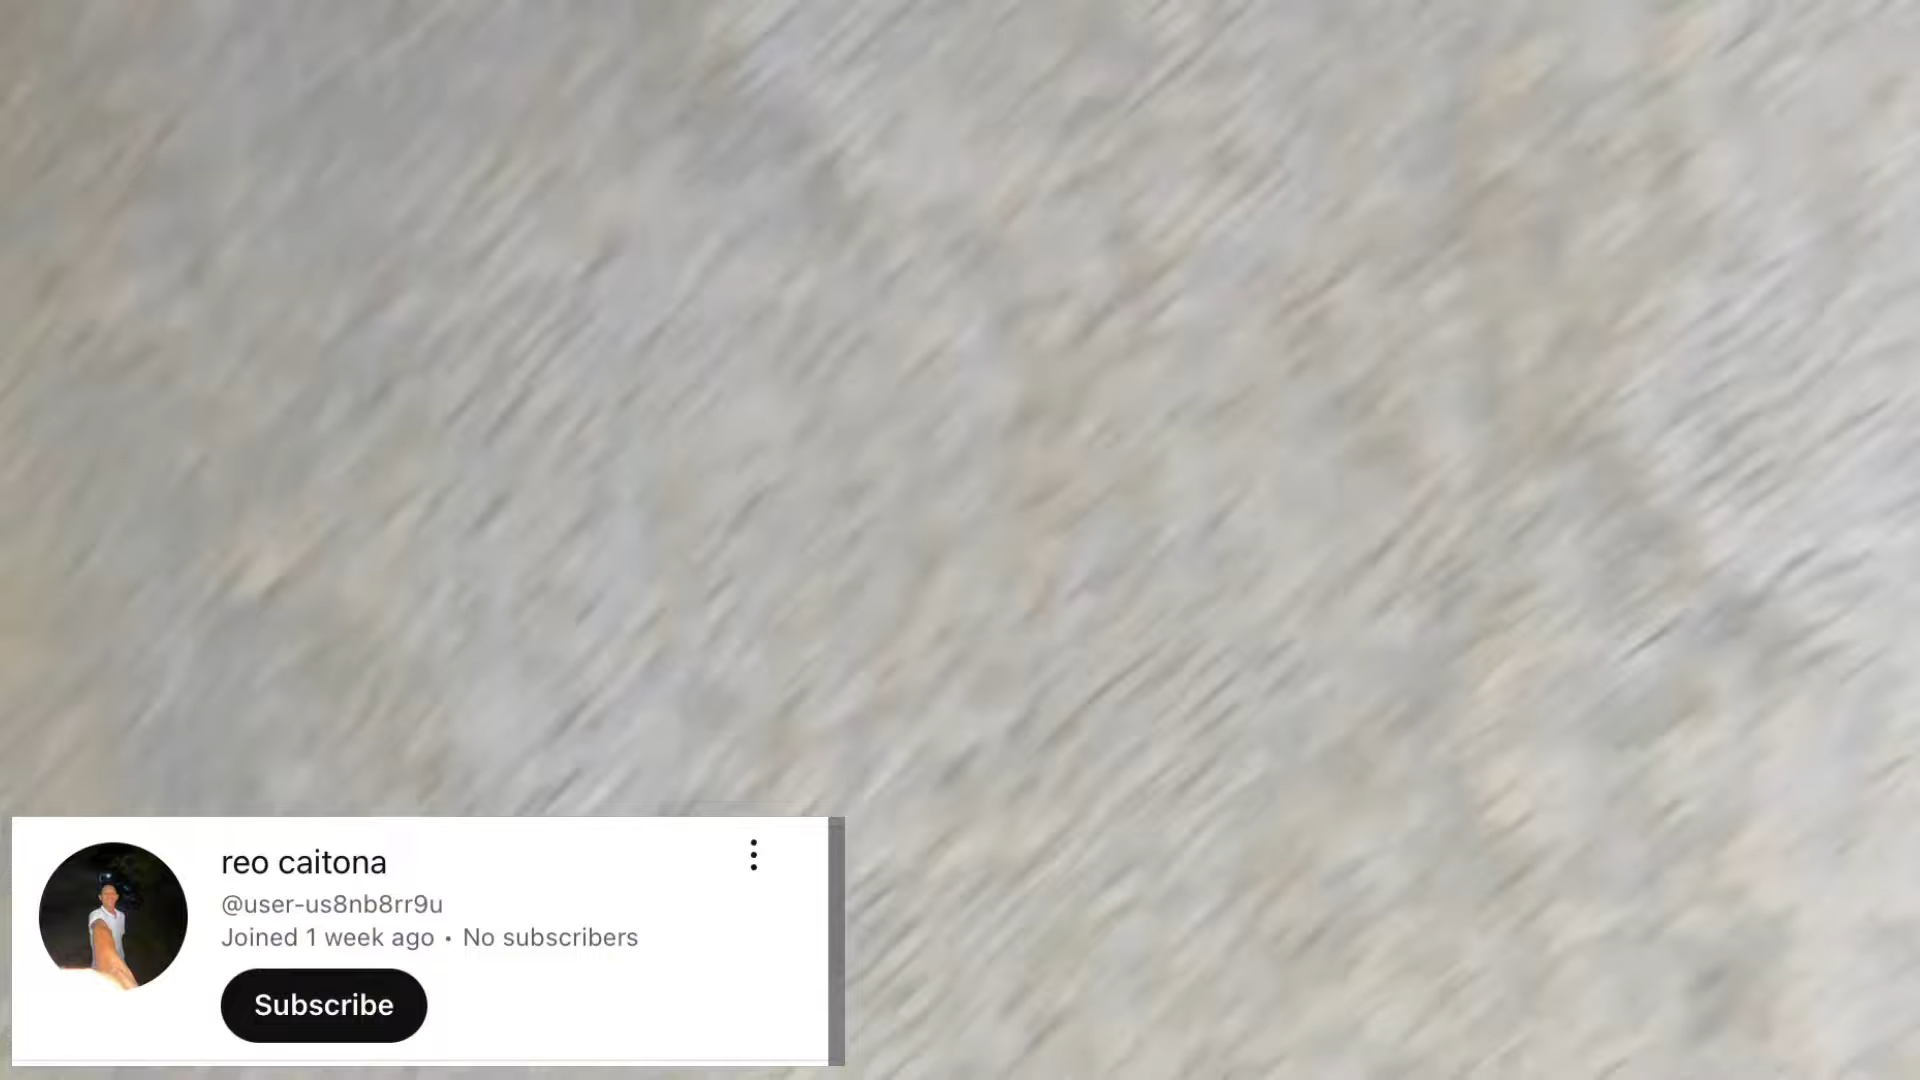 reo caitona
@user-us8nb8rr9u
Joined 1 week ago • No subscribers
Subscribe